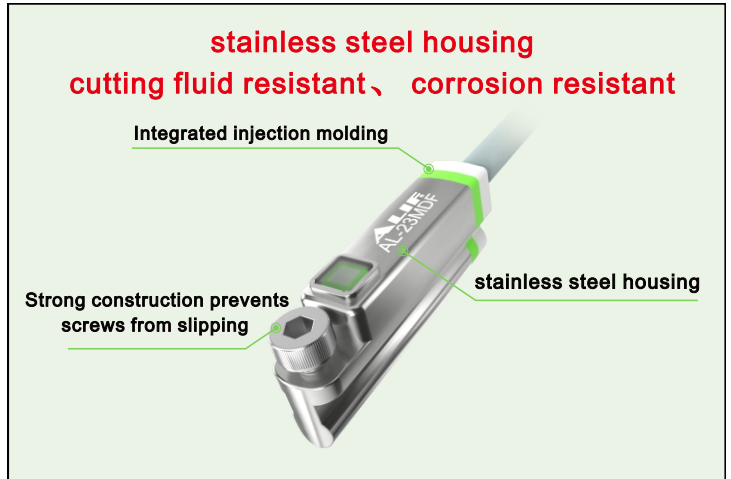 stainless steel housing
cutting fluid resistant、 corrosion resistant
Integrated injection molding
ALIF
AL-23MDF
stainless steel housing
Strong construction prevents
screws from slipping